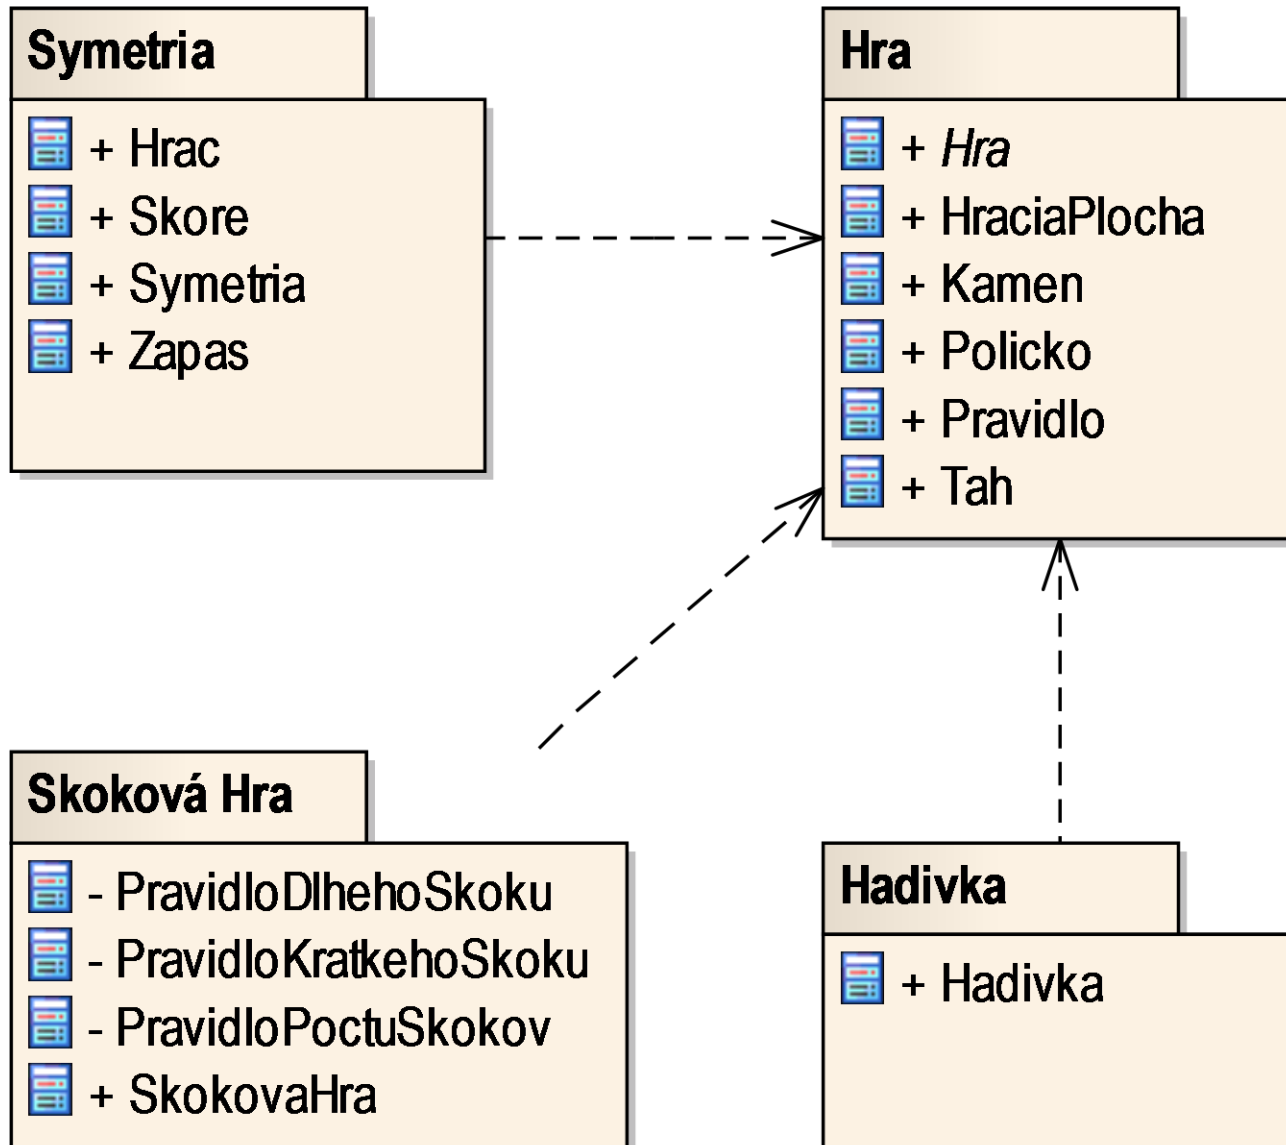 Symetria
+ Hrac
+ Skore
+ Symetria
+ Zapas
Hra
+ Hra
+ HraciaPlocha
+ Kamen
+ Policko
+ Pravidlo
+ Tah
Skoková Hra
- PravidloDlhehoSkoku
- PravidloKratkehoSkoku
- PravidloPoctuSkokov
+ SkokovaHra
Hadivka
+ Hadivka